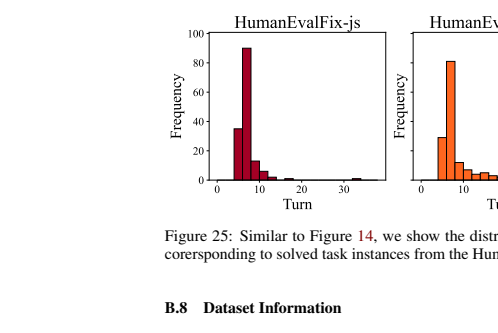 HumanEvalFix-js
HumanEv
Frequency
100
80
60
40
20
0
0 10 20 30
Turn
Frequency
0 10
Tu
Figure 25: Similar to Figure 14, we show the distr
corersponding to solved task instances from the Hum
B.8 Dataset Information